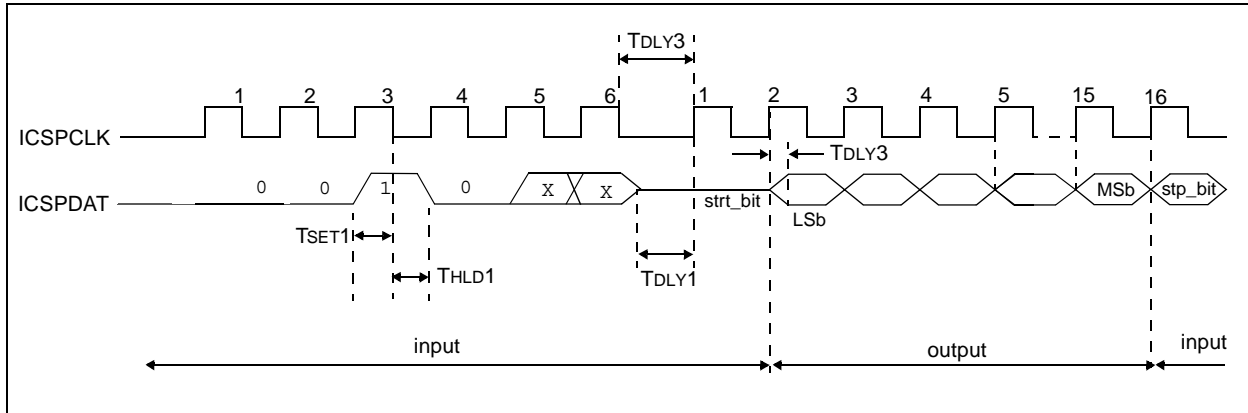 TDLY3
1 2 3 4 5 6 1 2 3 4 5 15 16
ICSPCLK
TDLY3
ICSPDAT
0 0 1 0 X X strt_bit LSb MSb stp_bit
TSET1
THLD1
TDLY1
input output input